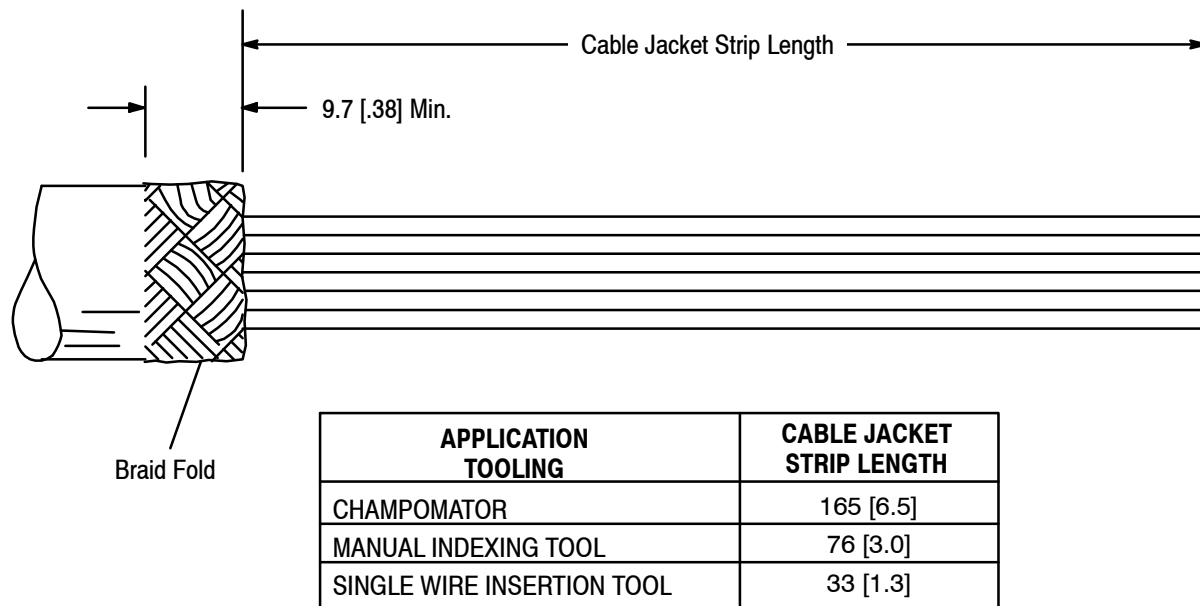 Cable Jacket Strip Length
9.7 [.38] Min.
Braid Fold
APPLICATION
TOOLING
CABLE JACKET
STRIP LENGTH
CHAMPOMATOR
165 [6.5]
MANUAL INDEXING TOOL
76 [3.0]
SINGLE WIRE INSERTION TOOL
33 [1.3]